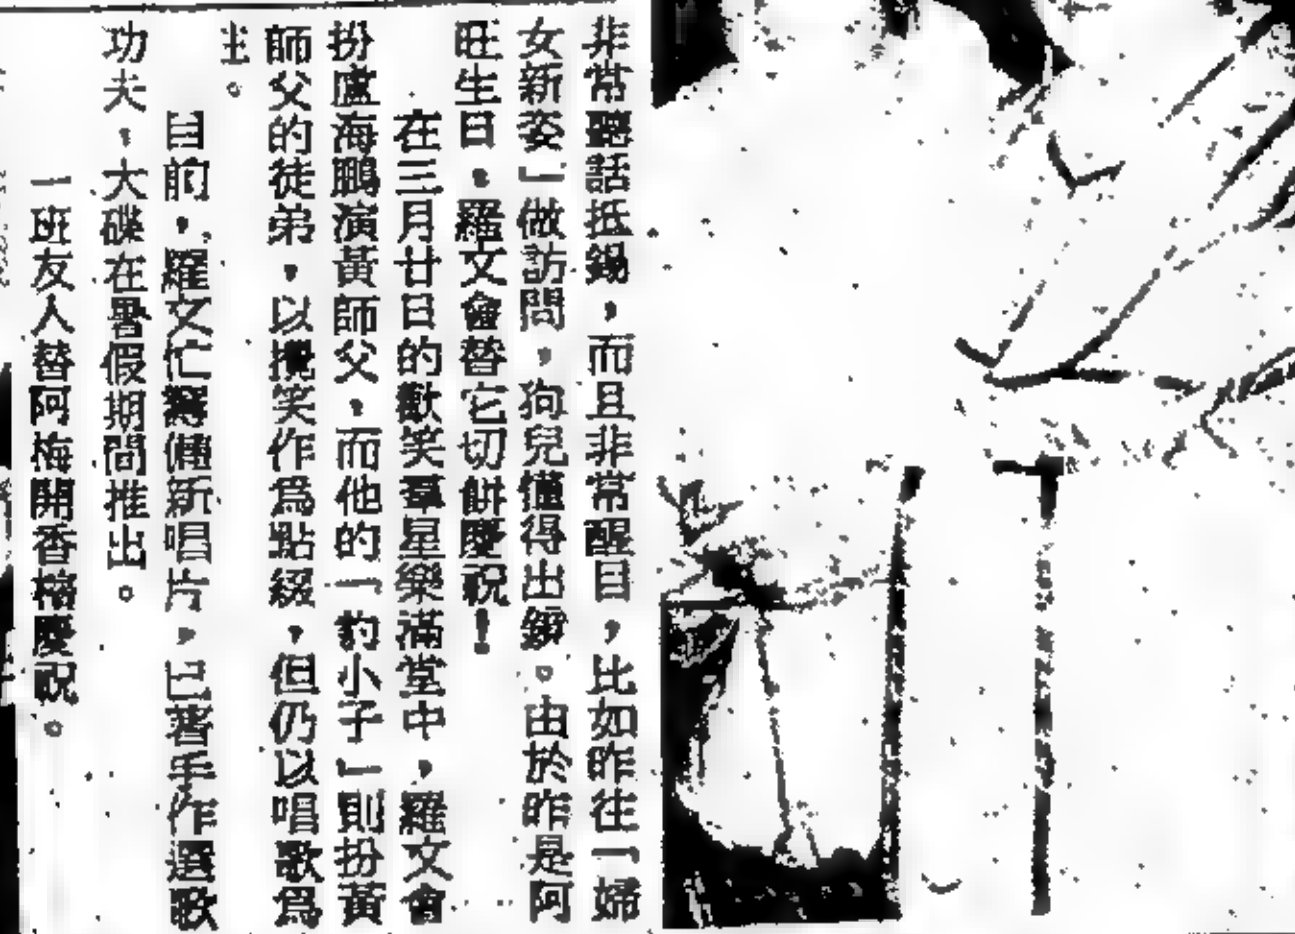 非常聽話抵錫，而且非常醒目，比如昨往「婦
女新姿」做訪問，狗兒懂得出鏡。由於昨是阿
旺生日，羅文會替它切餅慶祝！
在三月廿日的歡笑羣星樂滿堂中，羅文會
扮盧海鵬演黃師父，而他的「豹小子」則扮黃
師父的徒弟，以攪笑作爲點綴，但仍以唱歌爲
主。
目前，羅文忙籌備新唱片，已著手作選歌
功夫，大碟在暑假期間推出。
一班友人替阿梅開香檳慶祝。